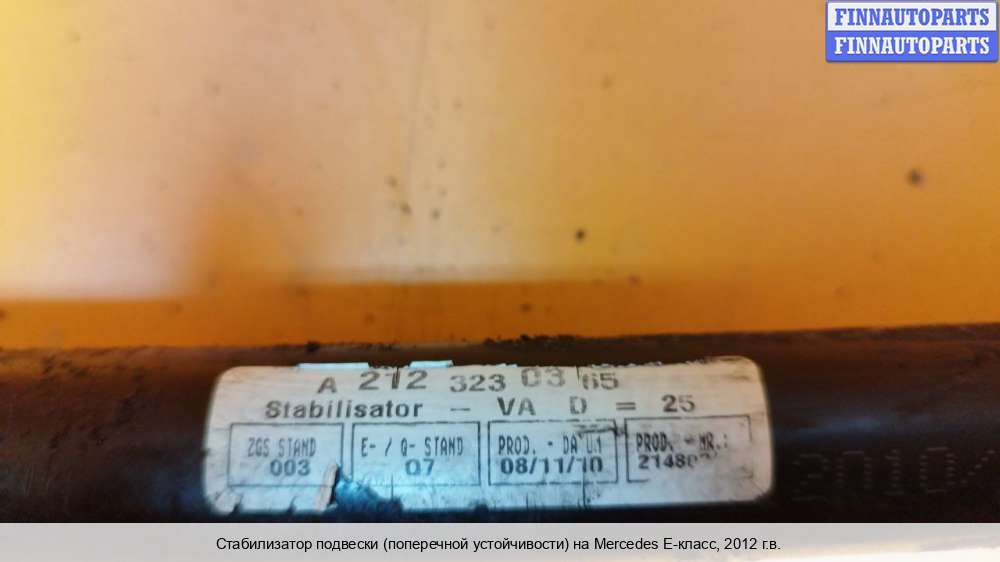 FINNAUTOPARTS
FINNAUTOPARTS
A 212 323 03 65
Stabilisator - VA D = 25
ZGS STAND E- / Q- STAND PROD. - DATUM PROD. - NR.:
003 07 08/11/10 2148
Стабилизатор подвески (поперечной устойчивости) на Mercedes E-класс, 2012 г.в.